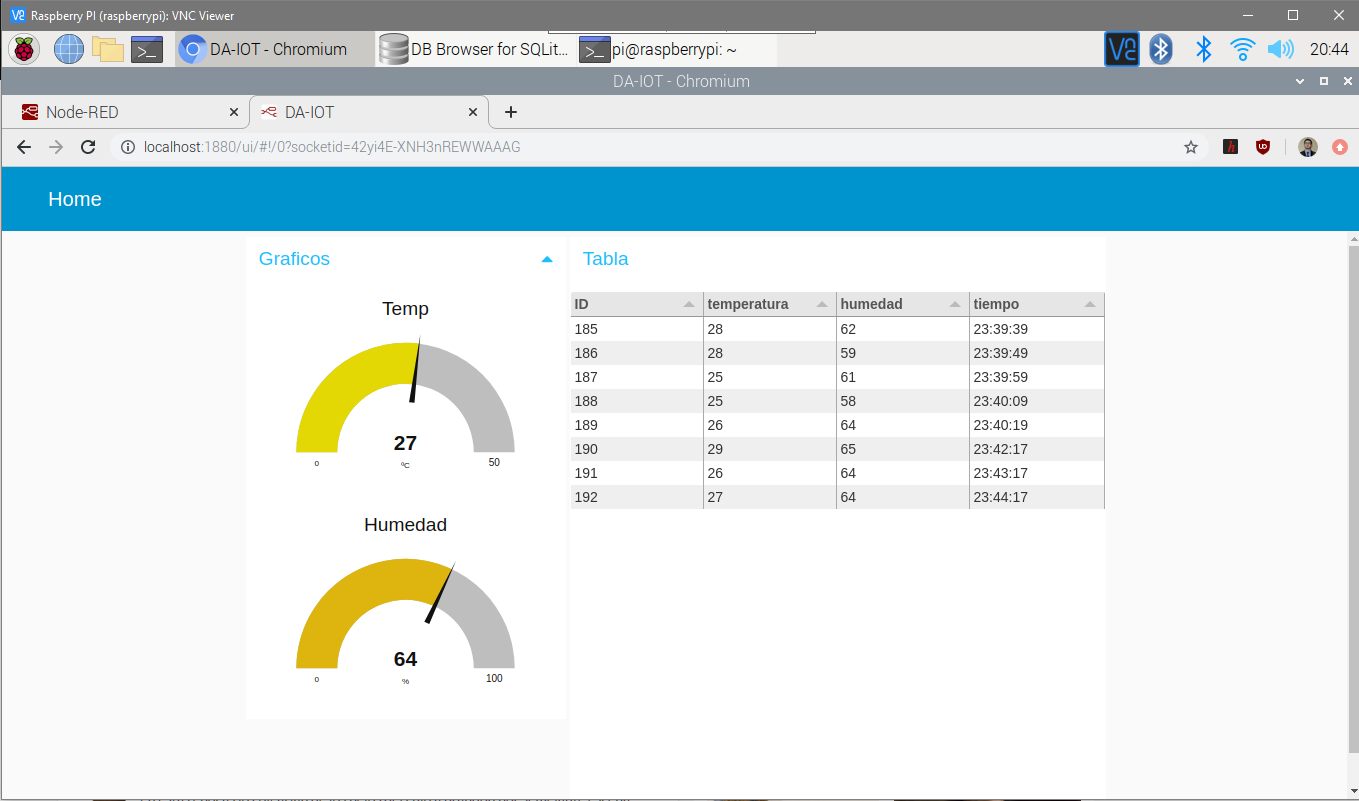 Raspberry PI (raspberrypi): VNC Viewer
DA-IOT - Chromium
DB Browser for SQLit...
pi@raspberrypi: ~
20:44
DA-IOT - Chromium
Node-RED
DA-IOT
localhost:1880/ui/#!/0?socketid=42yi4E-XNH3nREWWAAAG
Home
Graficos
Temp
27
ºC
0
50
Humedad
64
%
0
100
Tabla
ID temperatura humedad tiempo
185 28 62 23:39:39
186 28 59 23:39:49
187 25 61 23:39:59
188 25 58 23:40:09
189 26 64 23:40:19
190 29 65 23:42:17
191 26 64 23:43:17
192 27 64 23:44:17